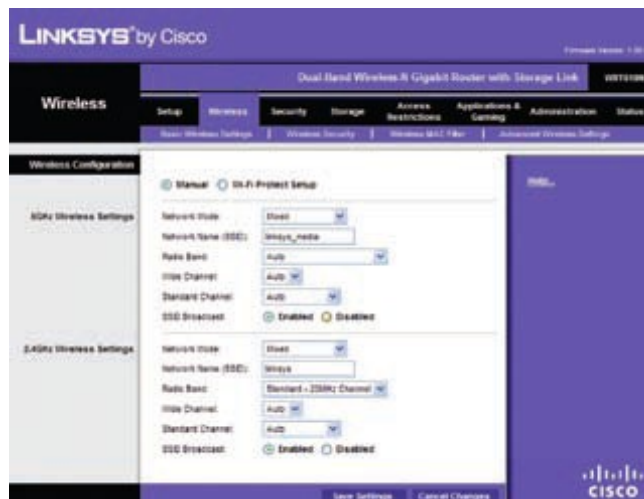 LINKSYS® by Cisco
Firmware Version: 1.00
Dual-Band Wireless-N Gigabit Router with Storage Link
Wireless
Setup Wireless Security Storage Access Restrictions Applications & Gaming Administration Status
Basic Wireless Settings | Wireless Security | Wireless MAC Filter | Advanced Wireless Settings
Wireless Configuration
Manual Wi-Fi Protect Setup
Help...
5GHz Wireless Settings
Network Mode: Mixed
Network Name (SSID): linksys_media
Radio Band: Auto
Wide Channel: Auto
Standard Channel: Auto
SSID Broadcast: Enabled Disabled
2.4GHz Wireless Settings
Network Mode: Mixed
Network Name (SSID): linksys
Radio Band: Standard - 20MHz Channel
Wide Channel: Auto
Standard Channel: Auto
SSID Broadcast: Enabled Disabled
Save Settings Cancel Changes
CISCO